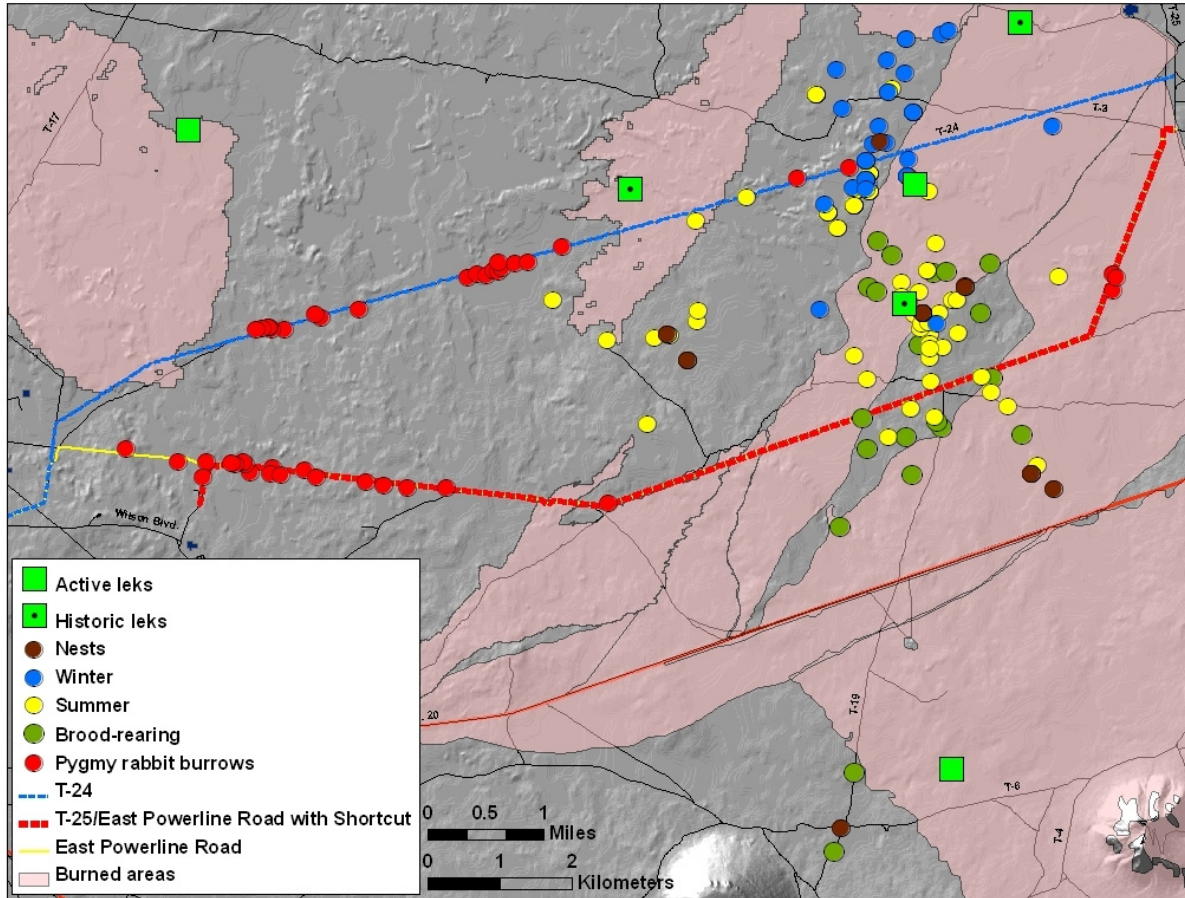 T-25
T-17
T-3
T-24
Wilson Blvd.
Active leks
Historic leks
Nests
Winter
Summer
Brood-rearing
Pygmy rabbit burrows
T-24
T-25/East Powerline Road with Shortcut
East Powerline Road
Burned areas
20
T-19
T-6
T-4
0 0.5 1
Miles
0 1 2
Kilometers